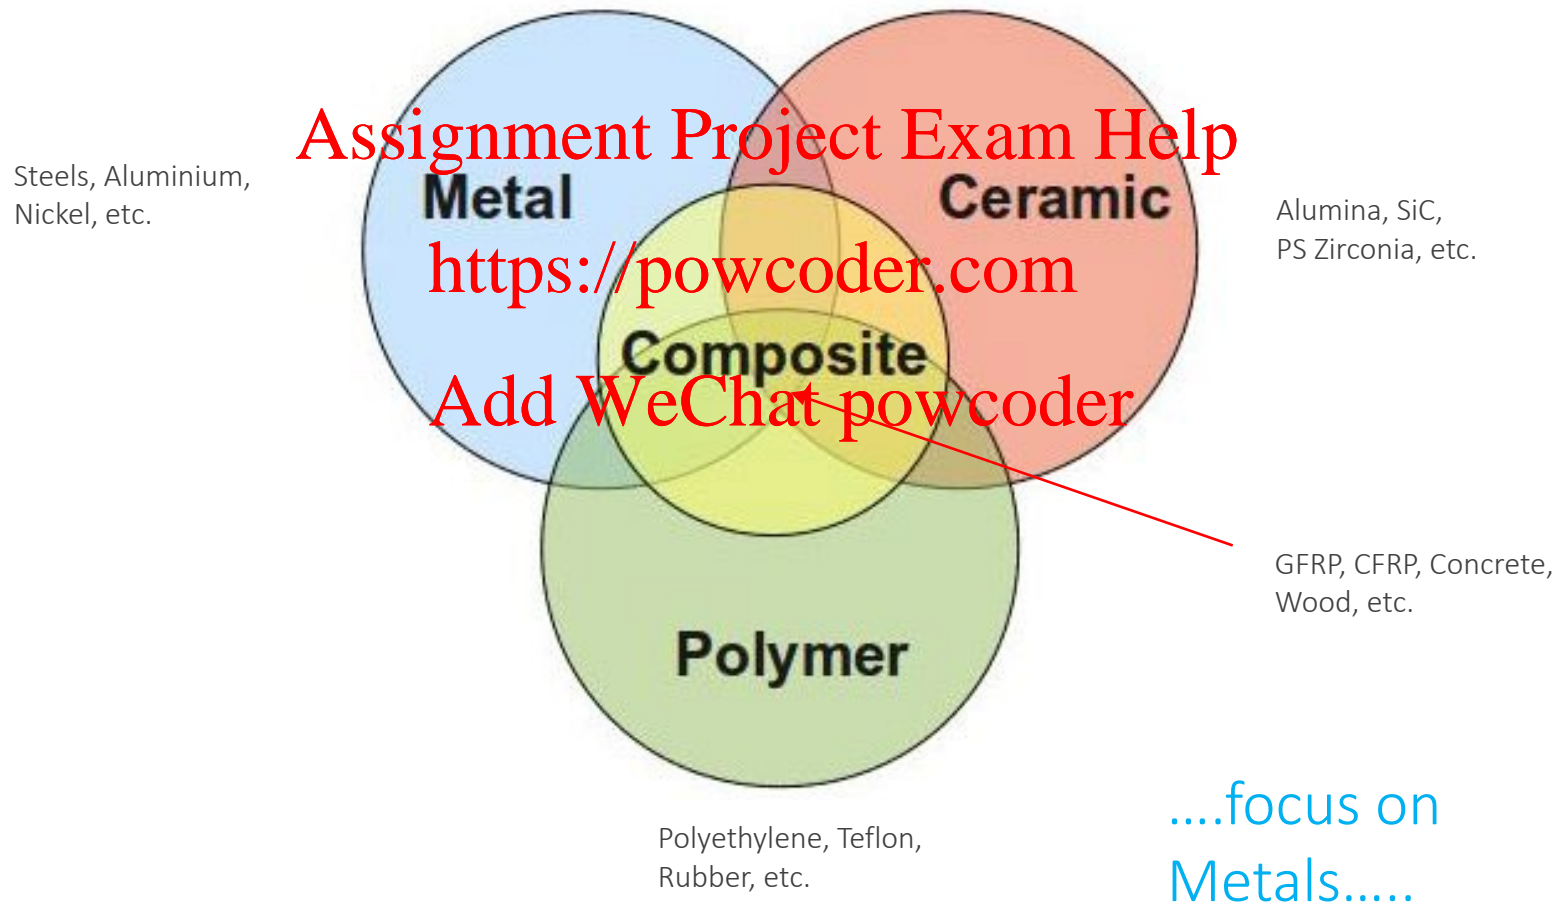 Assignment Project Exam Help
Steels, Aluminium,
Nickel, etc.
Metal
Ceramic
Alumina, SiC,
PS Zirconia, etc.
https://powcoder.com
Composite
Add WeChat powcoder
GFRP, CFRP, Concrete,
Wood, etc.
Polymer
Polyethylene, Teflon,
Rubber, etc.
....focus on
Metals.....